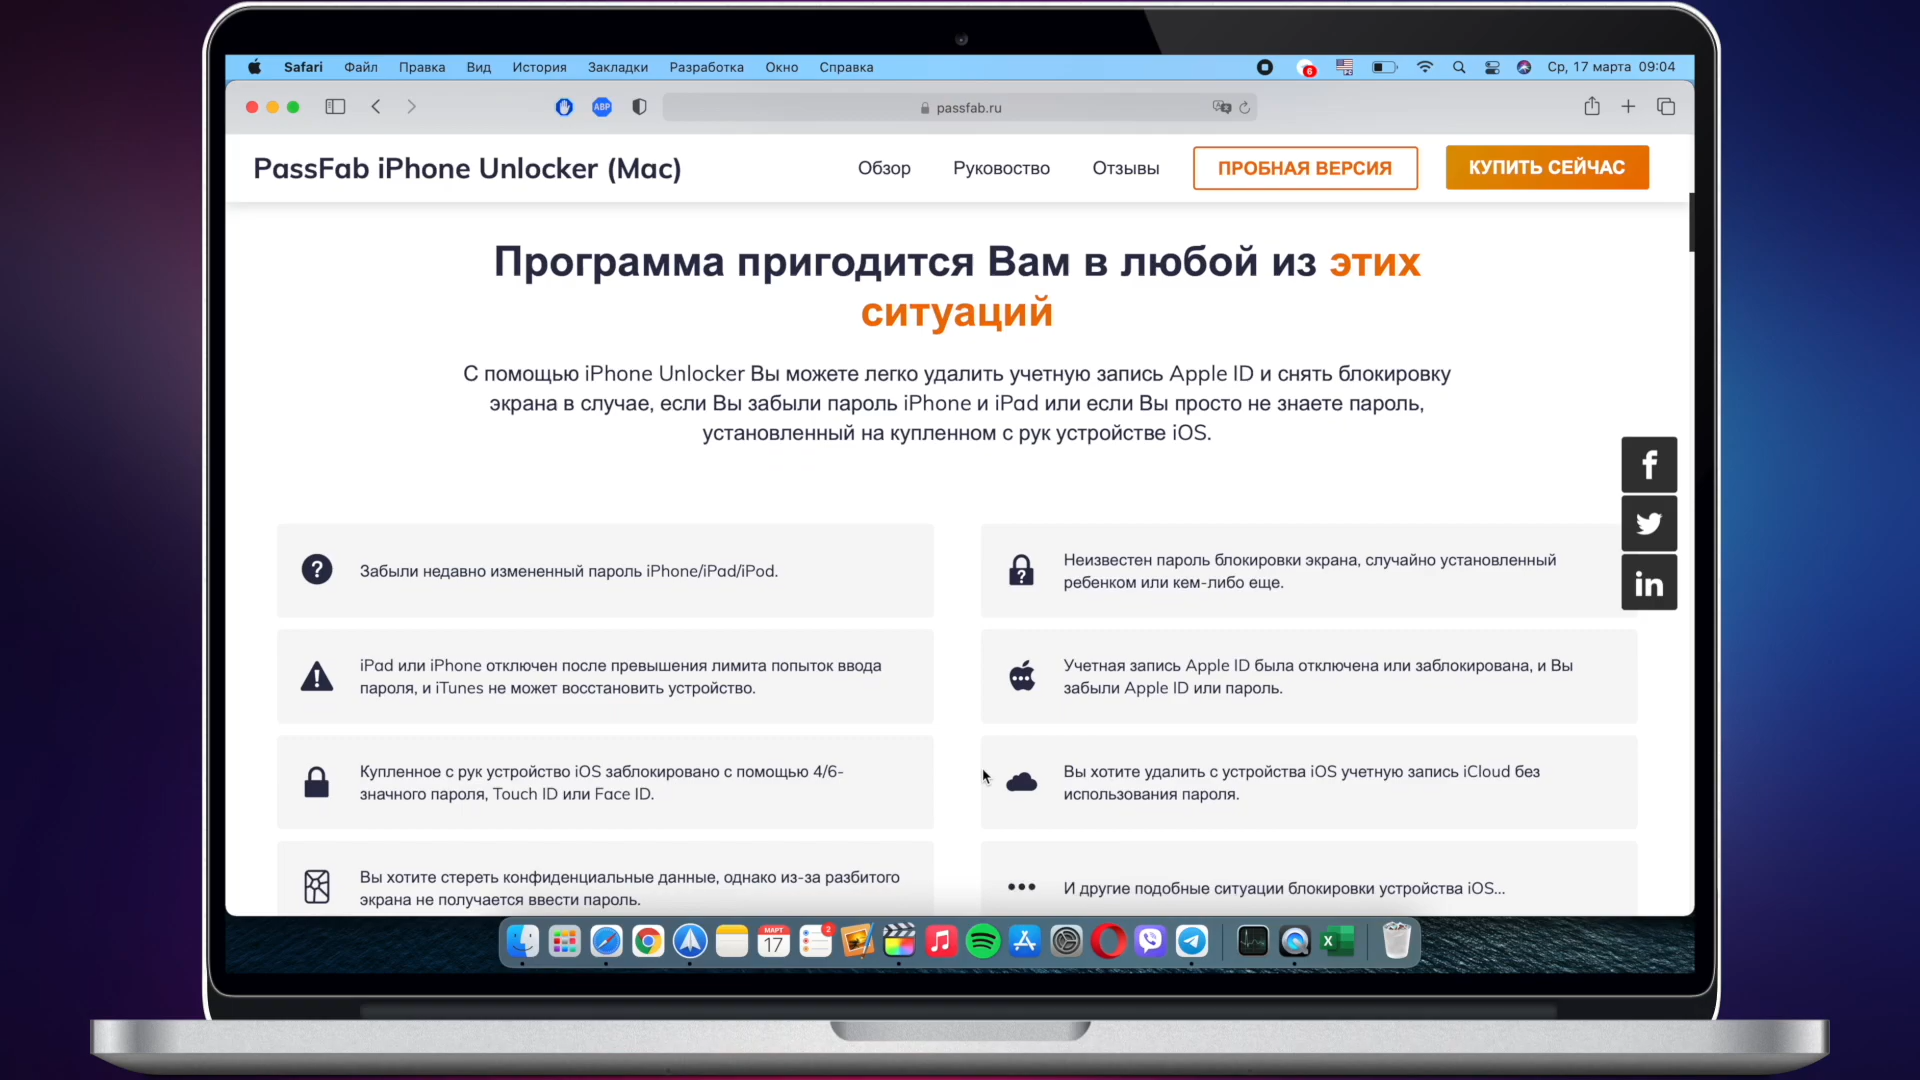 Safari Файл Правка Вид История Закладки Разработка Окно Справка
6
Ср, 17 марта 09:04
ABP
passfab.ru
PassFab iPhone Unlocker (Mac)
Обзор Руковоство Отзывы ПРОБНАЯ ВЕРСИЯ КУПИТЬ СЕЙЧАС
Программа пригодится Вам в любой из этих
ситуаций
С помощью iPhone Unlocker Вы можете легко удалить учетную запись Apple ID и снять блокировку
экрана в случае, если Вы забыли пароль iPhone и iPad или если Вы просто не знаете пароль,
установленный на купленном с рук устройстве iOS.
Забыли недавно измененный пароль iPhone/iPad/iPod.
Неизвестен пароль блокировки экрана, случайно установленный
ребенком или кем-либо еще.
iPad или iPhone отключен после превышения лимита попыток ввода
пароля, и iTunes не может восстановить устройство.
Учетная запись Apple ID была отключена или заблокирована, и Вы
забыли Apple ID или пароль.
Купленное с рук устройство iOS заблокировано с помощью 4/6-
значного пароля, Touch ID или Face ID.
Вы хотите удалить с устройства iOS учетную запись iCloud без
использования пароля.
Вы хотите стереть конфиденциальные данные, однако из-за разбитого
экрана не получается ввести пароль.
И другие подобные ситуации блокировки устройства iOS...
МАРТ
17
2